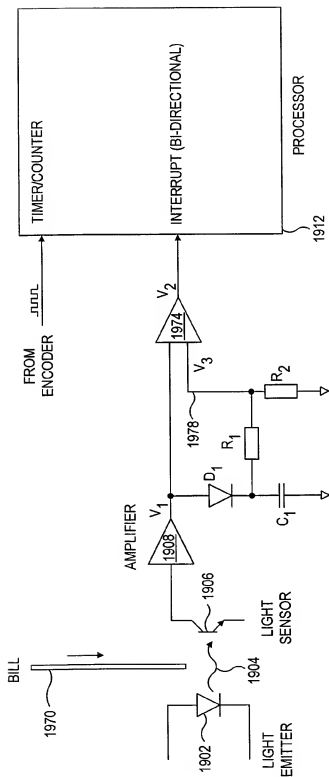 BILL
1970
1902
LIGHT
EMITTER
1904
1906
LIGHT
SENSOR
AMPLIFIER
1908
V1
D1
C1
R1
R2
1978
V3
1974
V2
FROM
ENCODER
TIMER/COUNTER
INTERRUPT (BI-DIRECTIONAL)
PROCESSOR
1912